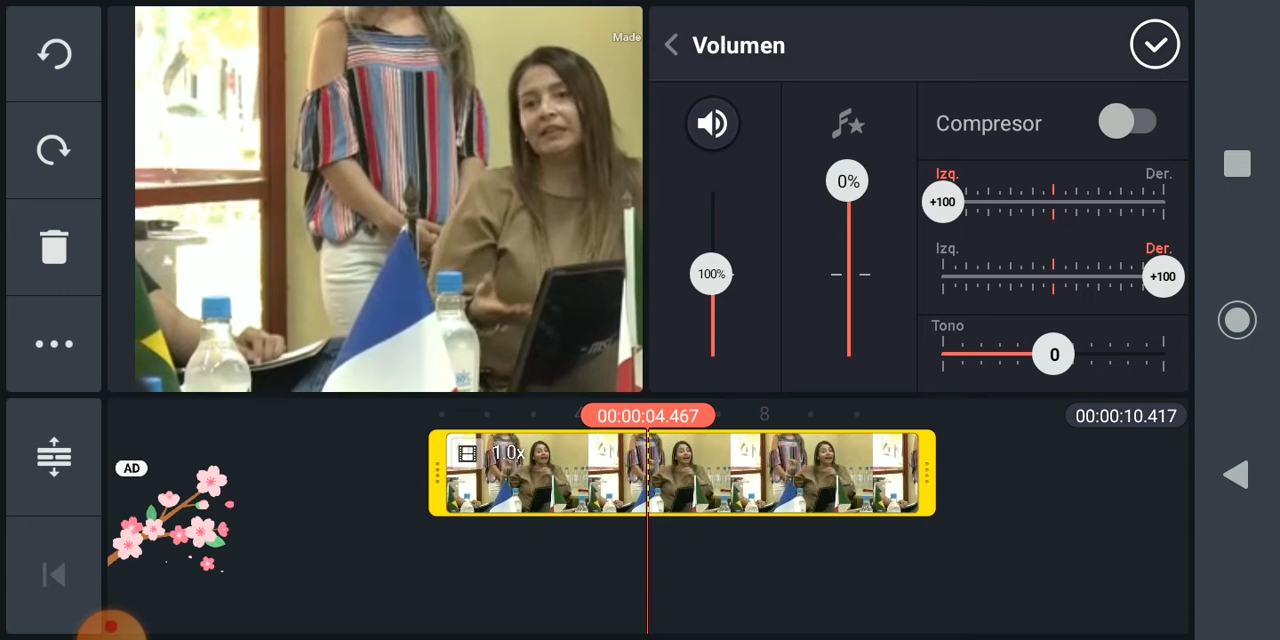 Made
Volumen
Compresor
100%
0%
Izq.
Der.
+100
Izq.
Der.
+100
Tono
0
00:00:04.467
8
00:00:10.417
AD
1.0x